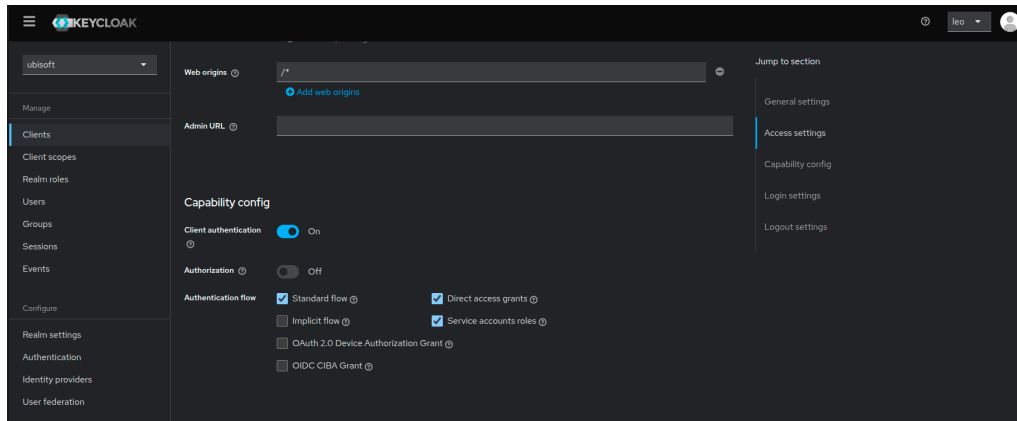 KEYCLOAK
leo
ubisoft
Manage
Clients
Client scopes
Realm roles
Users
Groups
Sessions
Events
Configure
Realm settings
Authentication
Identity providers
User federation
Web origins
/*
Add web origins
Admin URL
Capability config
Client authentication
On
Authorization
Off
Authentication flow
Standard flow
Direct access grants
Implicit flow
Service accounts roles
OAuth 2.0 Device Authorization Grant
OIDC CIBA Grant
Jump to section
General settings
Access settings
Capability config
Login settings
Logout settings